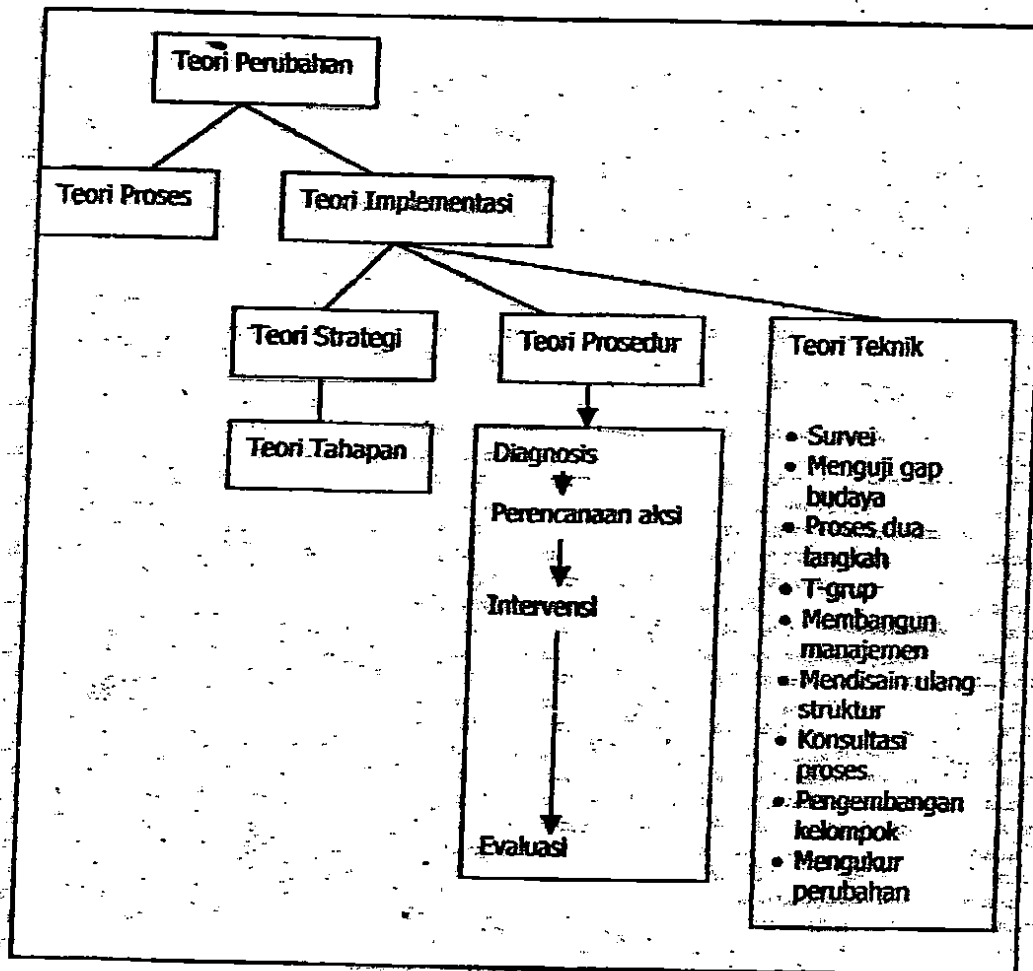 Teori Perubahan
Teori Proses
Teori Implementasi
Teori Strategi
Teori Prosedur
Teori Teknik
Teori Tahapan
Diagnosis
Perencanaan aksi
Intervensi
Evaluasi
• Survei
• Menguji gap
budaya
• Proses dua
langkah
• T-grup
• Membangun
manajemen
• Mendisain ulang
struktur
• Konsultasi
proses
• Pengembangan
kelompok
• Mengukur
perubahan